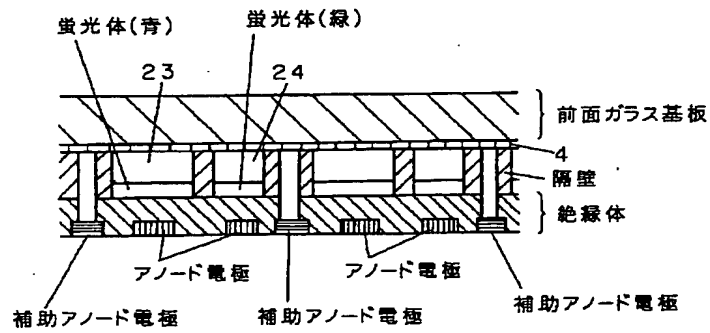 蛍光体(青)
蛍光体(緑)
23
24
前面ガラス基板
4
隔壁
絶縁体
アノード電極
アノード電極
補助アノード電極
補助アノード電極
補助アノード電極